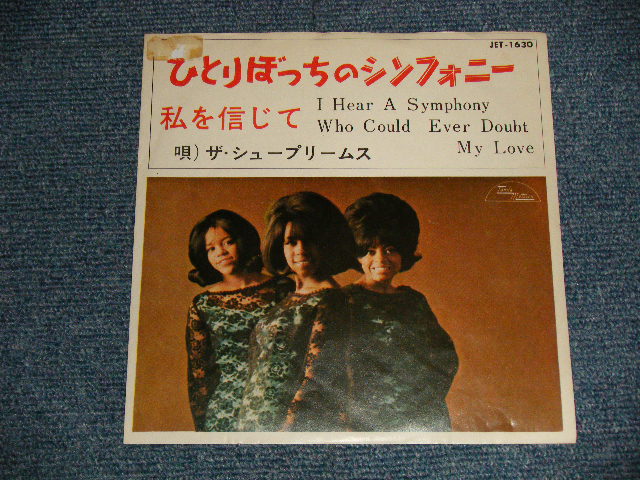 JET-1630
ひとりぼっちのシンフォニー
私を信じて
I Hear A Symphony
Who Could Ever Doubt
My Love
唄）ザ・シュープリームス
Tamla
Motown